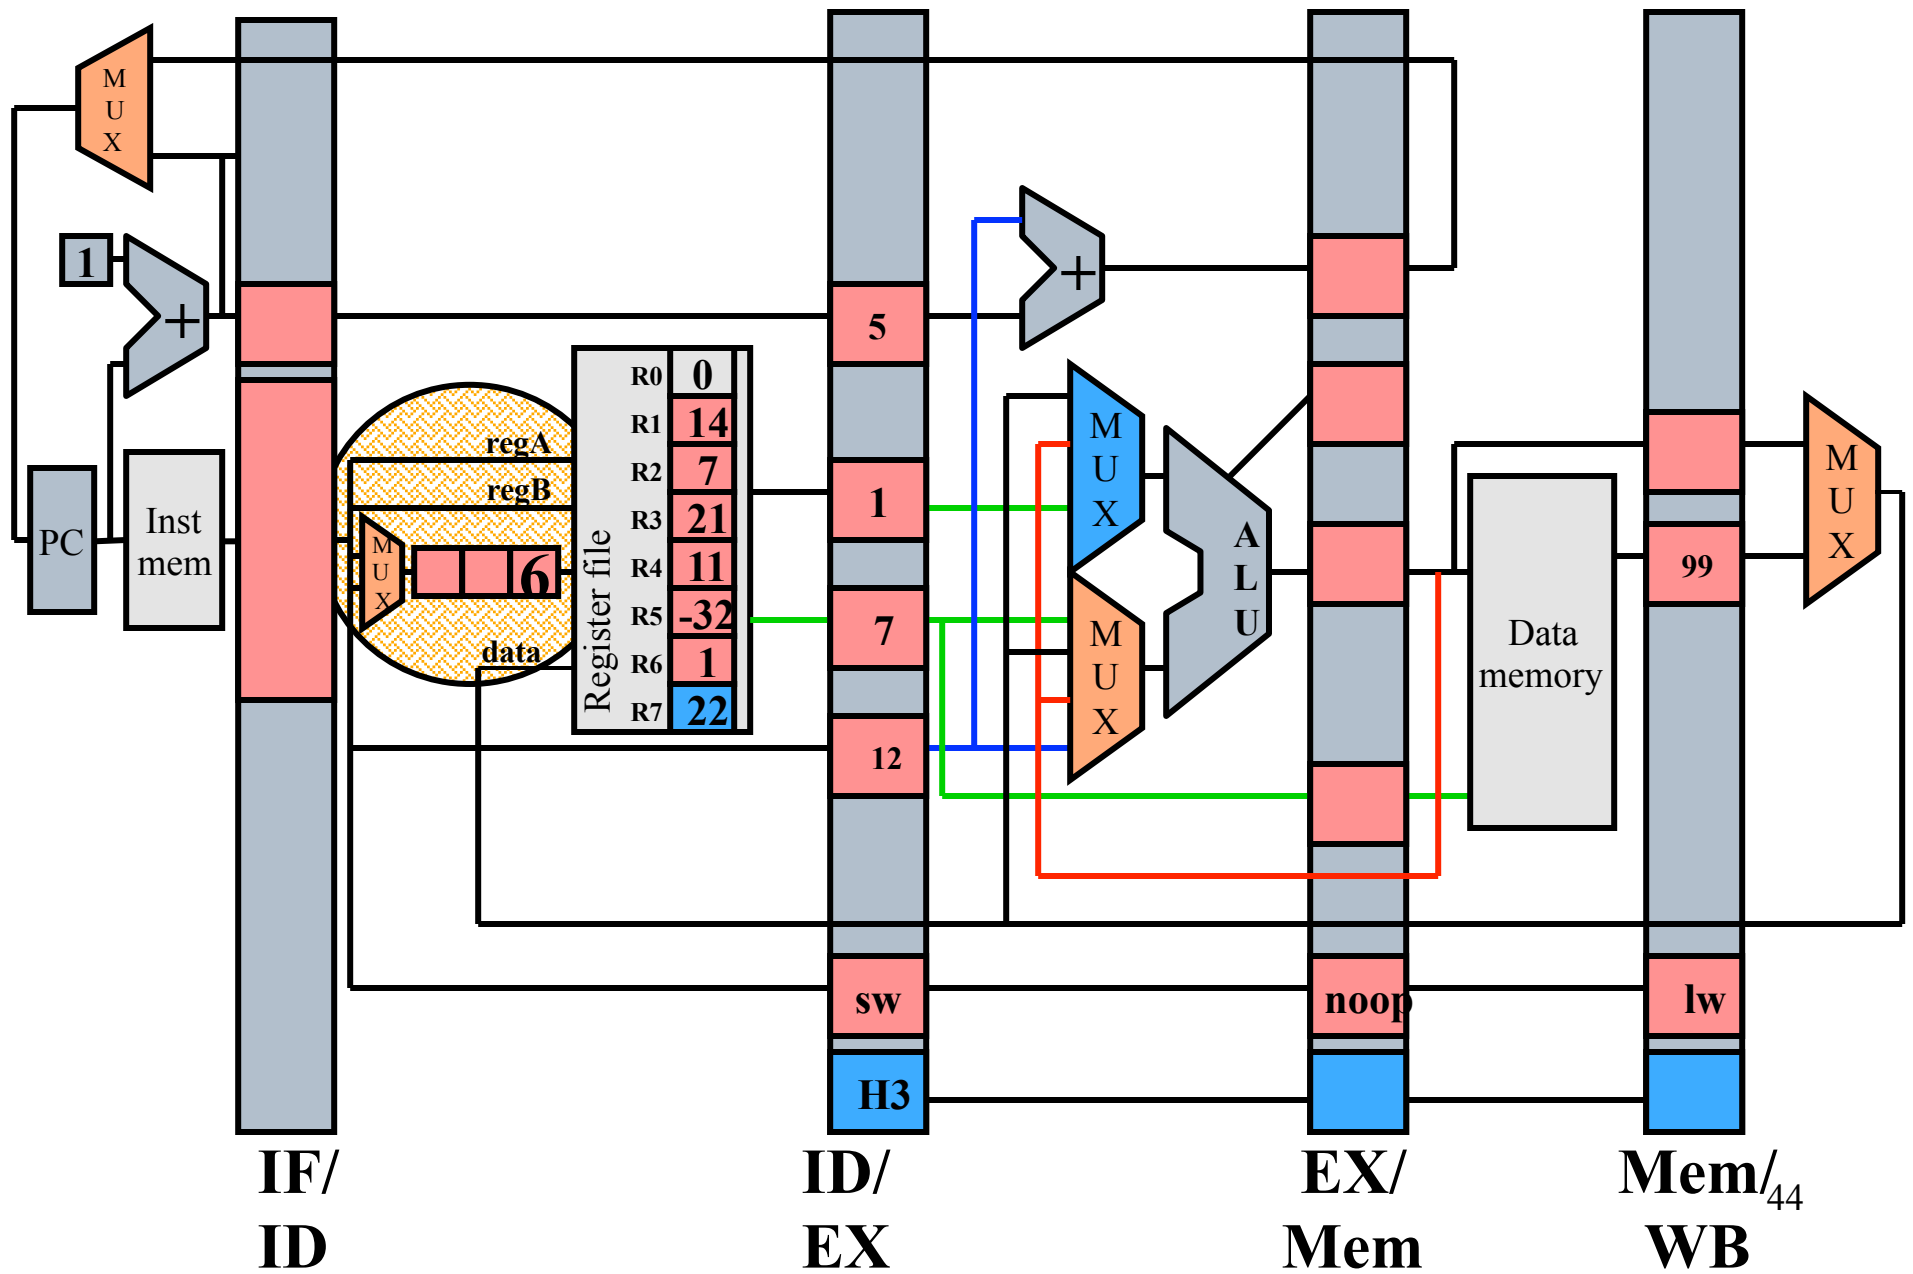 M
U
X
1
+
PC
Inst
mem
regA
regB
M
U
X
6
data
Register file
R0 0
R1 14
R2 7
R3 21
R4 11
R5 -32
R6 1
R7 22
5
1
7
12
sw
H3
+
M
U
X
M
U
X
A
L
U
noop
Data
memory
99
lw
M
U
X
IF/
ID
ID/
EX
EX/
Mem
Mem/
WB
44